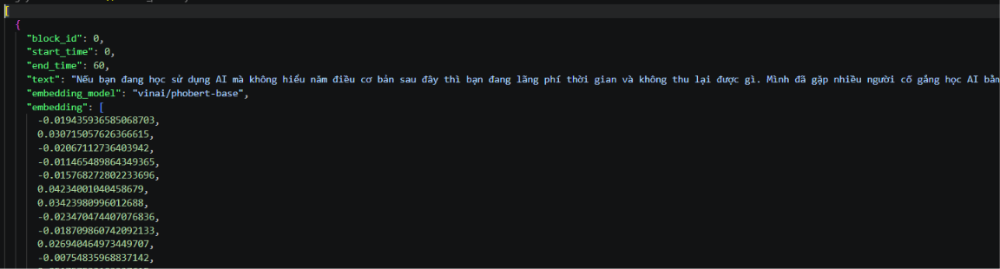 [
{
"block_id": 0,
"start_time": 0,
"end_time": 60,
"text": "Nếu bạn đang học sử dụng AI mà không hiểu năm điều cơ bản sau đây thì bạn đang lãng phí thời gian và không thu lại được gì. Mình đã gặp nhiều người cố gắng học AI bằn
"embedding_model": "vinai/phobert-base",
"embedding": [
-0.019435936585068703,
0.030715057626366615,
-0.02067112736403942,
-0.011465489864349365,
-0.015768272802233696,
0.04234001040458679,
0.03423980996012688,
-0.023470474407076836,
-0.018709860742092133,
0.026940464973449707,
-0.00754835968837142,